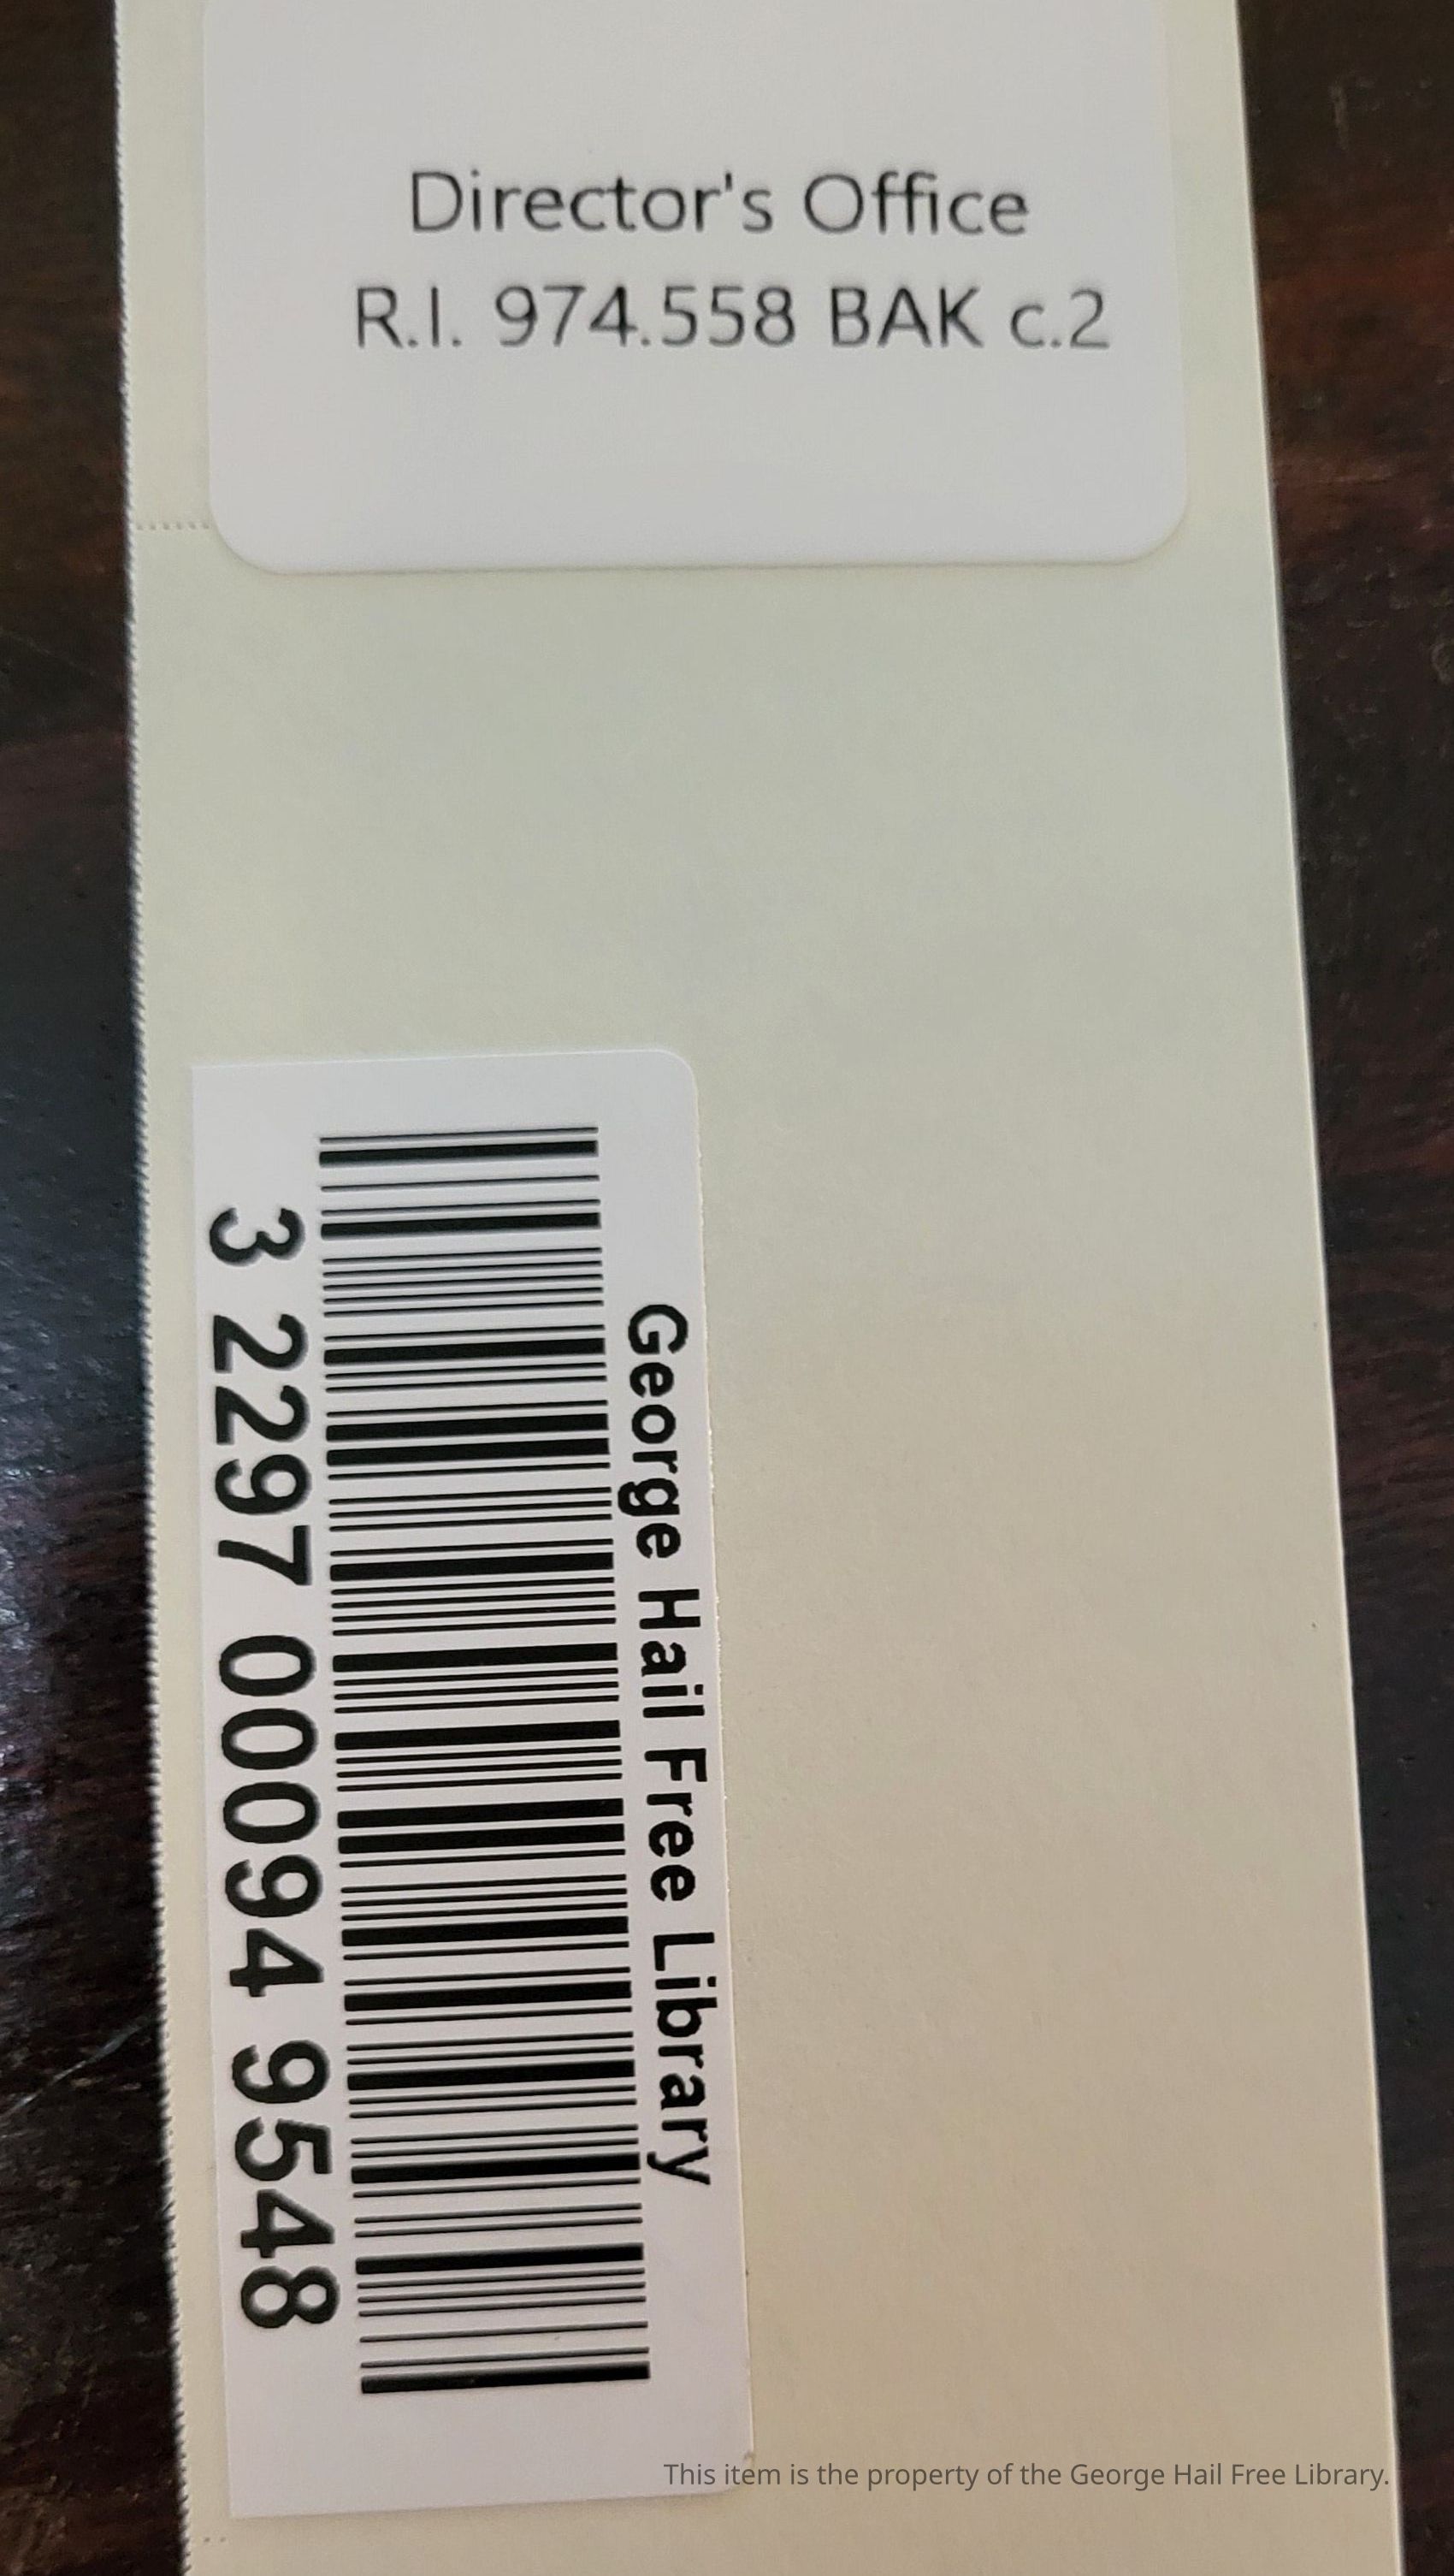 Director's Office
R.I. 974.558 BAK c.2
George Hail Free Library
3 2297 00094 9548
This item is the property of the George Hail Free Library.